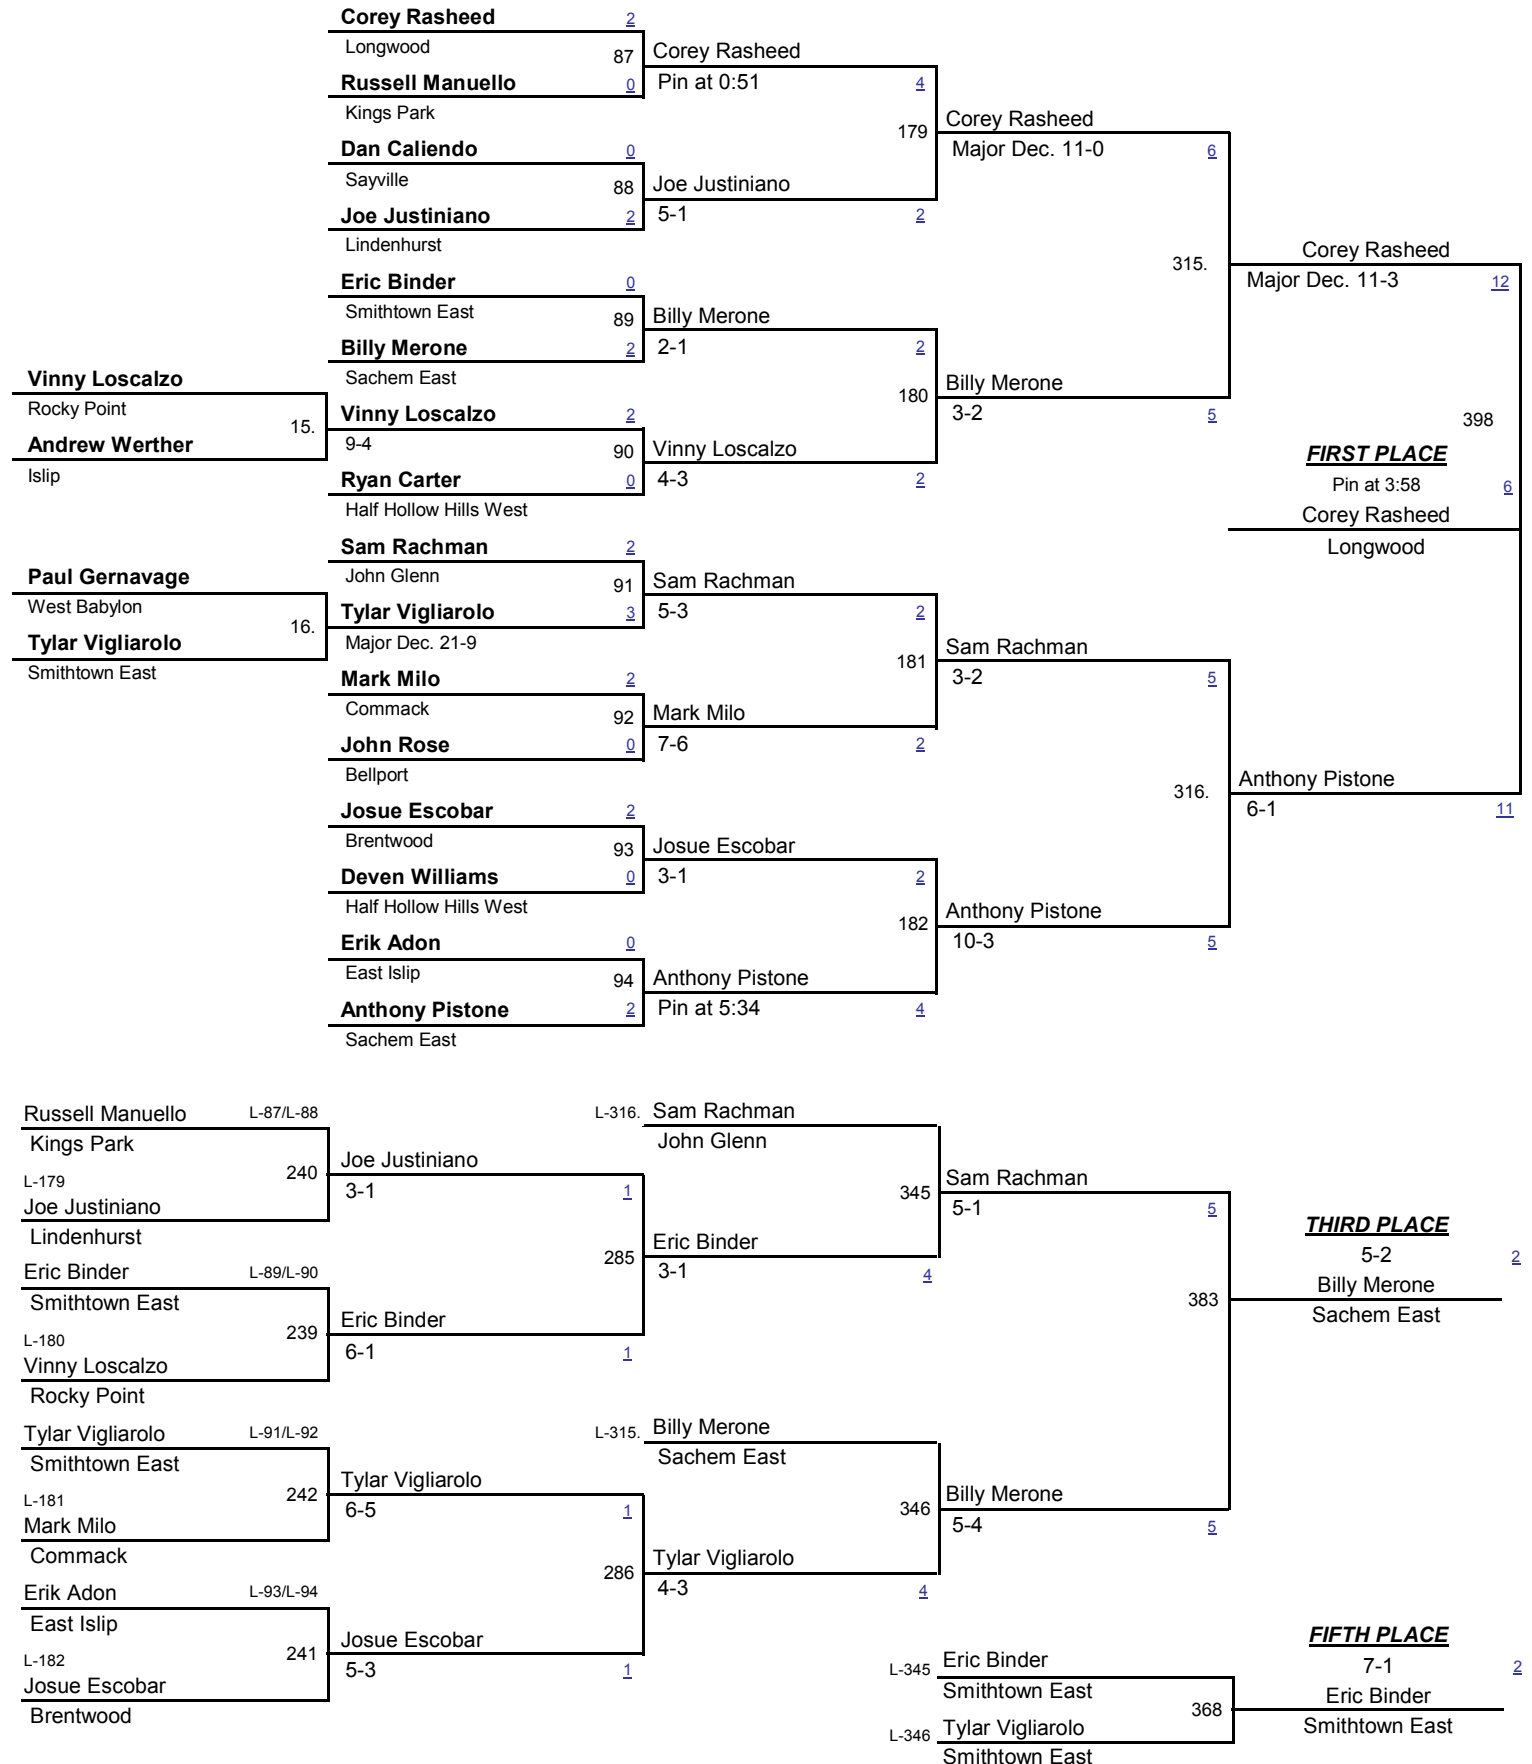 Corey Rasheed 2
Longwood
87
Corey Rasheed
Russell Manuello 0
Pin at 0:51 4
Kings Park
179
Corey Rasheed
Dan Caliendo 0
Major Dec. 11-0 6
Sayville
88
Joe Justiniano
Joe Justiniano 2
5-1 2
Lindenhurst
315.
Corey Rasheed
Major Dec. 11-3 12
Eric Binder 0
Smithtown East
89
Billy Merone
Billy Merone 2
2-1 2
Sachem East
Vinny Loscalzo
Rocky Point
15.
Andrew Werther
Islip
180
Billy Merone
3-2 5
Vinny Loscalzo 2
9-4
90
Vinny Loscalzo
Ryan Carter 0
4-3 2
Half Hollow Hills West
398
FIRST PLACE
Pin at 3:58 6
Corey Rasheed
Longwood
Sam Rachman 2
John Glenn
91
Sam Rachman
Paul Gernavage
West Babylon
16.
Tylar Vigliarolo
Smithtown East
Tylar Vigliarolo 3
5-3 2
Major Dec. 21-9
181
Sam Rachman
3-2 5
Mark Milo 2
Commack
92
Mark Milo
John Rose 0
7-6 2
Bellport
316.
Anthony Pistone
6-1 11
Josue Escobar 2
Brentwood
93
Josue Escobar
Deven Williams 0
3-1 2
Half Hollow Hills West
182
Anthony Pistone
10-3 5
Erik Adon 0
East Islip
94
Anthony Pistone
Anthony Pistone 2
Pin at 5:34 4
Sachem East
Russell Manuello L-87/L-88
Kings Park
240
L-179
Joe Justiniano
Lindenhurst
Joe Justiniano
3-1 1
L-316. Sam Rachman
John Glenn
345
Sam Rachman
5-1 5
285
Eric Binder
3-1 4
Eric Binder L-89/L-90
Smithtown East
239
L-180
Vinny Loscalzo
Rocky Point
Eric Binder
6-1 1
383
THIRD PLACE
5-2 2
Billy Merone
Sachem East
Tylar Vigliarolo L-91/L-92
Smithtown East
242
L-181
Mark Milo
Commack
Tylar Vigliarolo
6-5 1
L-315. Billy Merone
Sachem East
346
Billy Merone
5-4 5
286
Tylar Vigliarolo
4-3 4
Erik Adon L-93/L-94
East Islip
241
L-182
Josue Escobar
Brentwood
Josue Escobar
5-3 1
L-345 Eric Binder
Smithtown East
368
L-346 Tylar Vigliarolo
Smithtown East
FIFTH PLACE
7-1 2
Eric Binder
Smithtown East